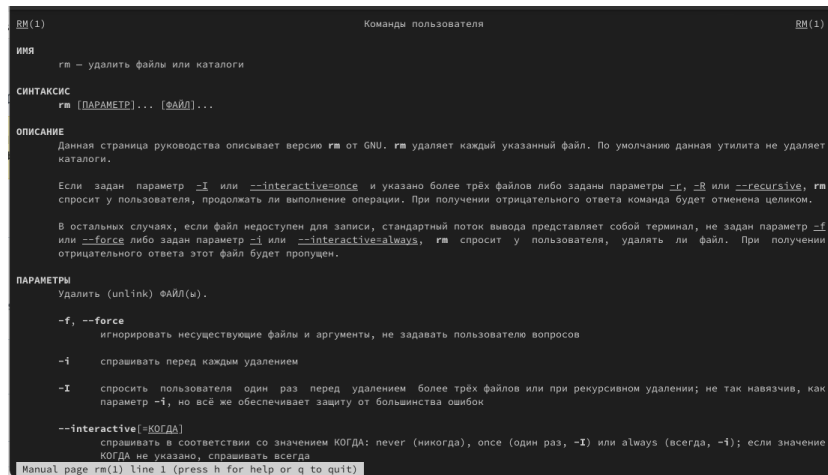 RM(1) Команды пользователя RM(1)
ИМЯ
rm — удалить файлы или каталоги
СИНТАКСИС
rm [ПАРАМЕТР]... [ФАЙЛ]...
ОПИСАНИЕ
Данная страница руководства описывает версию rm от GNU. rm удаляет каждый указанный файл. По умолчанию данная утилита не удаляет
каталоги.
Если задан параметр -I или --interactive=once и указано более трёх файлов либо заданы параметры -r, -R или --recursive, rm
спросит у пользователя, продолжать ли выполнение операции. При получении отрицательного ответа команда будет отменена целиком.
В остальных случаях, если файл недоступен для записи, стандартный поток вывода представляет собой терминал, не задан параметр -f
или --force либо задан параметр -i или --interactive=always, rm спросит у пользователя, удалять ли файл. При получении
отрицательного ответа этот файл будет пропущен.
ПАРАМЕТРЫ
Удалить (unlink) ФАЙЛ(ы).
-f, --force
игнорировать несуществующие файлы и аргументы, не задавать пользователю вопросов
-i спрашивать перед каждым удалением
-I спросить пользователя один раз перед удалением более трёх файлов или при рекурсивном удалении; не так навязчив, как
параметр -i, но всё же обеспечивает защиту от большинства ошибок
--interactive[=КОГДА]
спрашивать в соответствии со значением КОГДА: never (никогда), once (один раз, -I) или always (всегда, -i); если значение
КОГДА не указано, спрашивать всегда
Manual page rm(1) line 1 (press h for help or q to quit)